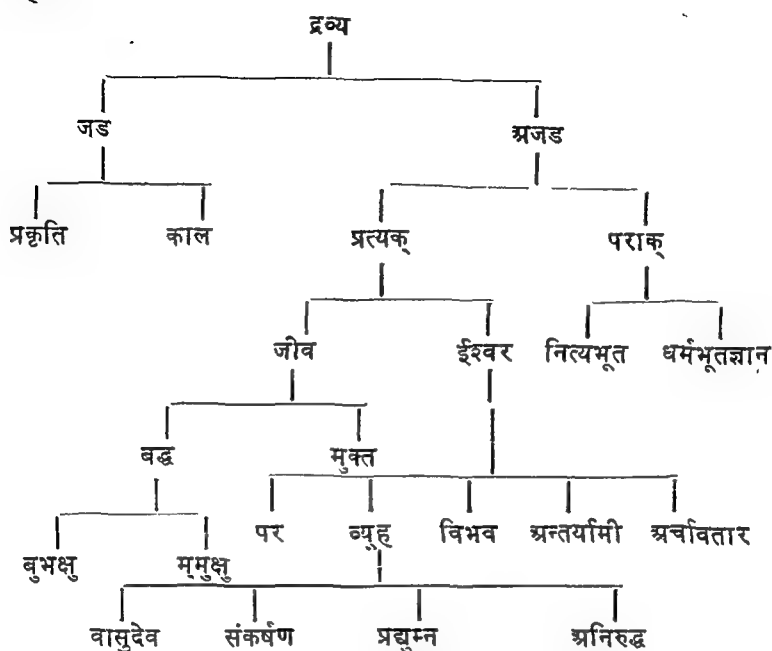 द्रव्य
जड अजड
प्रकृति काल प्रत्यक् पराक्
जीव ईश्वर नित्यभूत धर्मभूतज्ञान
बद्ध मुक्त
पर व्यूह विभव अन्तर्यामी अर्चावतार
बुभक्षु मुमुक्षु
वासुदेव संकर्षण प्रद्युम्न अनिरुद्ध